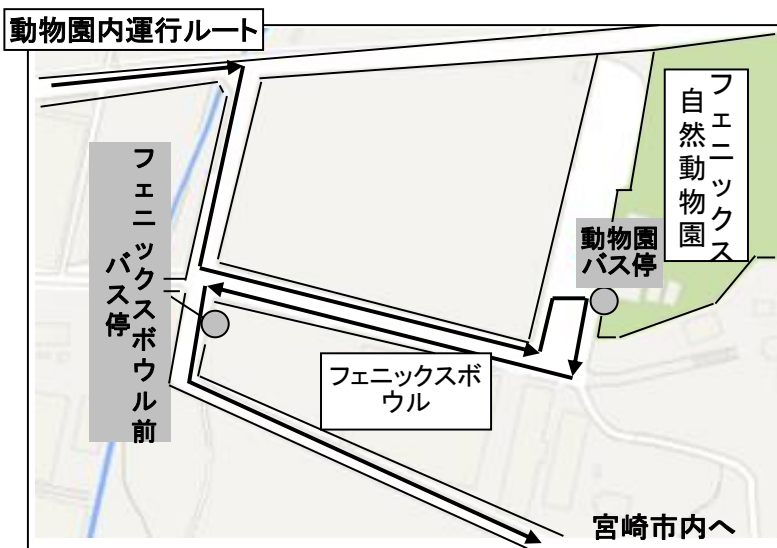 動物園内運行ルート
フェニックス
自然動物園
動物園
バス停
フェニックスボウル前
バス停
フェニックスボ
ウル
宮崎市内へ